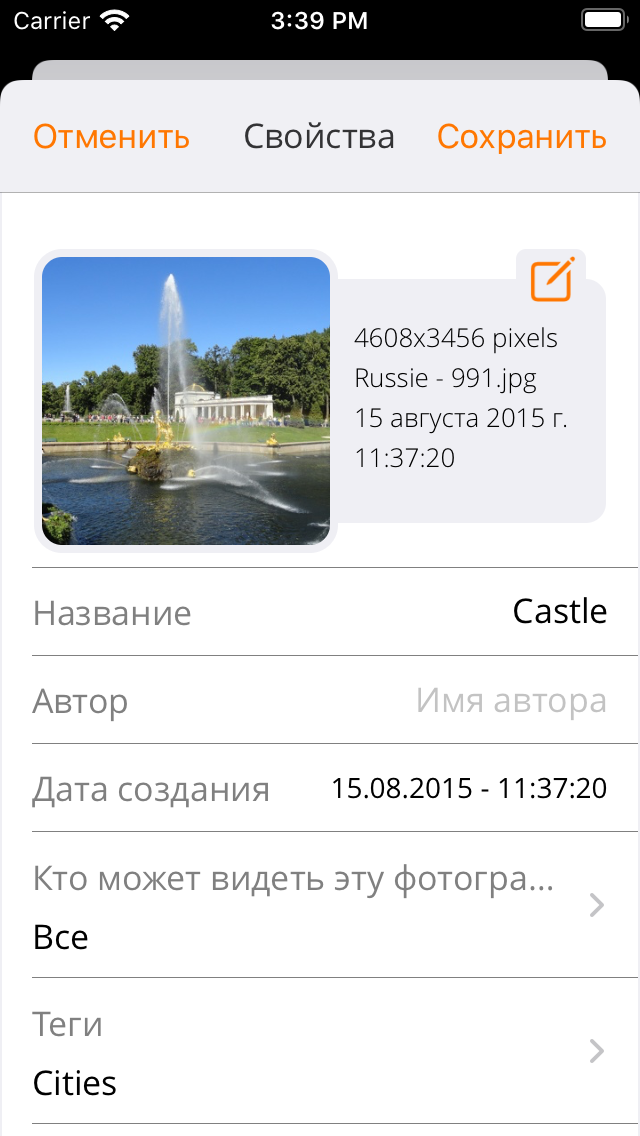 Carrier 3:39 PM
Отменить Свойства Сохранить
4608x3456 pixels
Russie - 991.jpg
15 августа 2015 г.
11:37:20
Название Castle
Автор Имя автора
Дата создания 15.08.2015 - 11:37:20
Кто может видеть эту фотогра...
Все
Теги
Cities